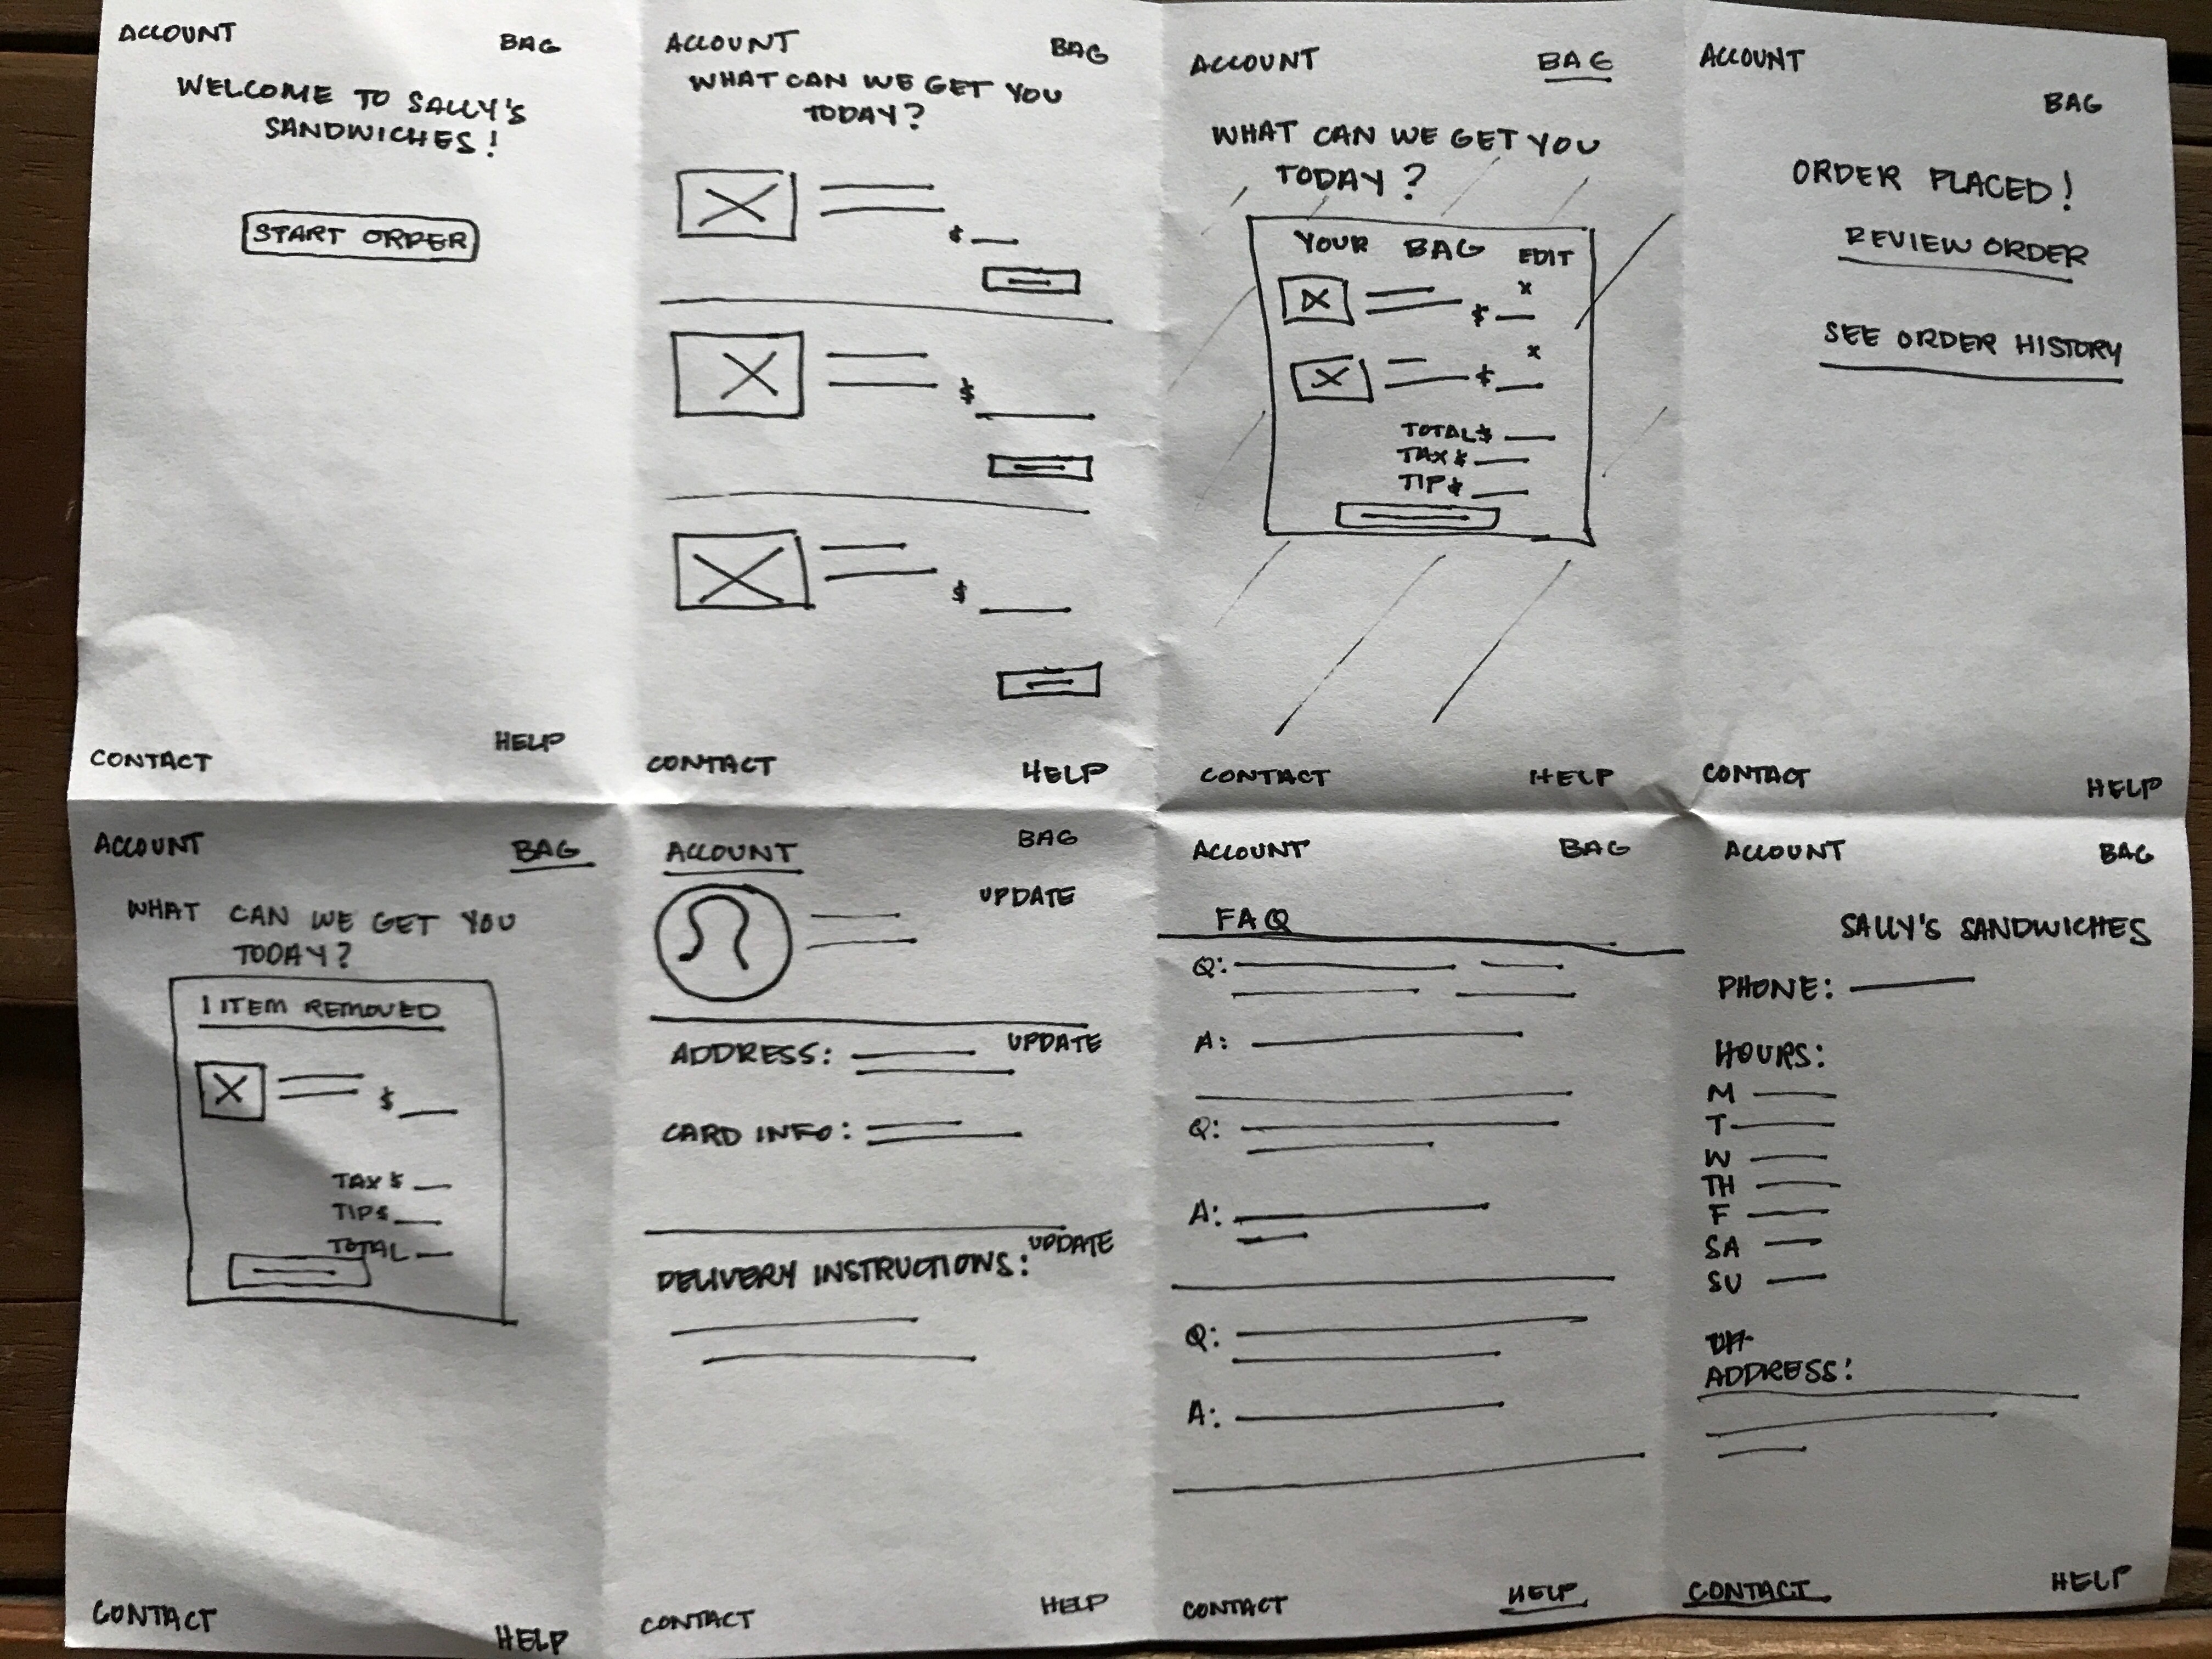 ACCOUNT
BAG
WELCOME TO SALLY'S
SANDWICHES!
START ORDER
CONTACT
HELP
ACCOUNT
BAG
WHAT CAN WE GET YOU
TODAY?
$
$
$
CONTACT
HELP
ACCOUNT
BAG
WHAT CAN WE GET YOU
TODAY?
YOUR BAG EDIT
x
$
x
$
TOTAL $
TAX $
TIP $
CONTACT
HELP
ACCOUNT
BAG
ORDER PLACED!
REVIEW ORDER
SEE ORDER HISTORY
CONTACT
HELP
ACCOUNT
BAG
WHAT CAN WE GET YOU
TODAY?
1 ITEM REMOVED
$
TAX $
TIP $
TOTAL
CONTACT
HELP
ACCOUNT
BAG
UPDATE
ADDRESS:
UPDATE
CARD INFO:
UPDATE
DELIVERY INSTRUCTIONS:
CONTACT
HELP
ACCOUNT
BAG
FAQ
Q:
A:
Q:
A:
Q:
A:
CONTACT
HELP
ACCOUNT
BAG
SALLY'S SANDWICHES
PHONE:
HOURS:
M
T
W
TH
F
SA
SU
ADDRESS:
CONTACT
HELP